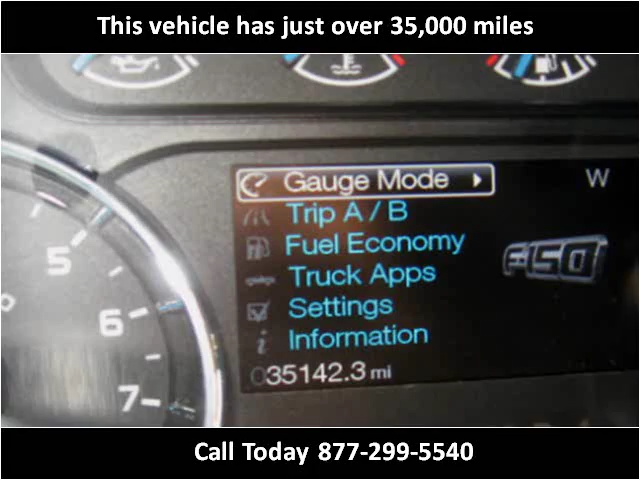 This vehicle has just over 35,000 miles
Gauge Mode
W
Trip A / B
5
Fuel Economy
F-150
Truck Apps
6
Settings
Information
035142.3 mi
7
Call Today 877-299-5540